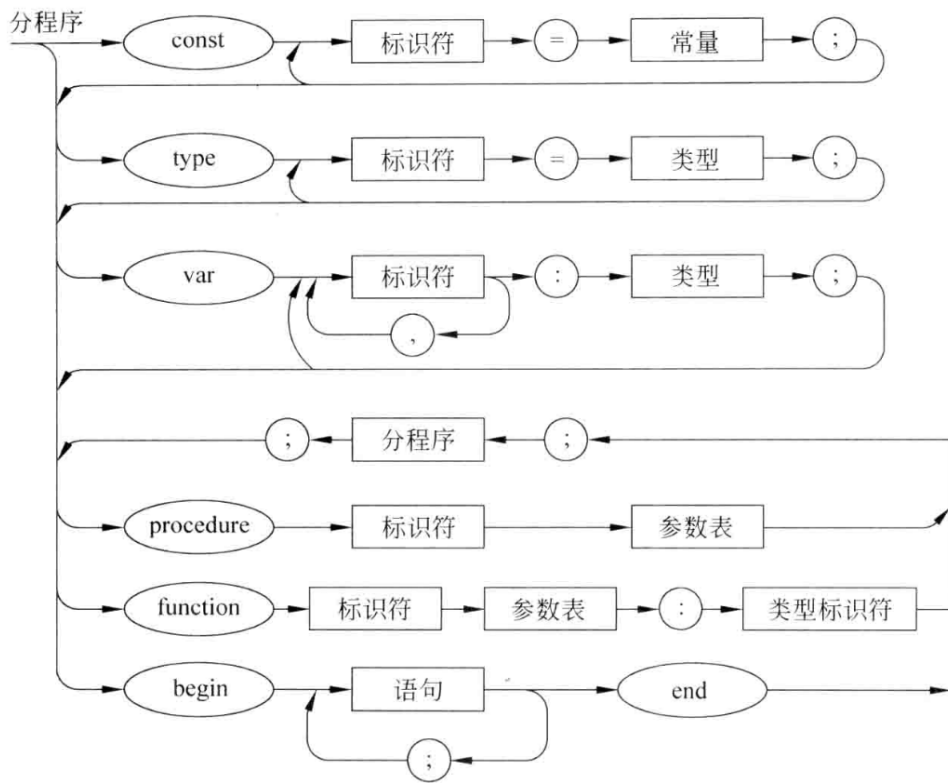 分程序
const 标识符 = 常量 ;
type 标识符 = 类型 ;
var 标识符 : 类型 ;
,
; 分程序 ;
procedure 标识符 参数表
function 标识符 参数表 : 类型标识符
begin 语句 end
;